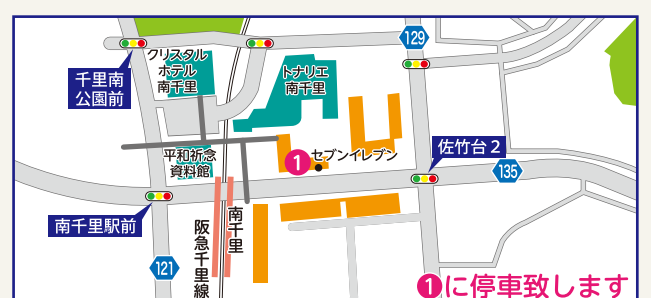 129
クリスタル
ホテル
南千里
トナリエ
南千里
千里南
公園前
佐竹台2
平和祈念
資料館
1
セブンイレブン
135
南千里駅前
南千里
阪急千里線
121
1に停車致します